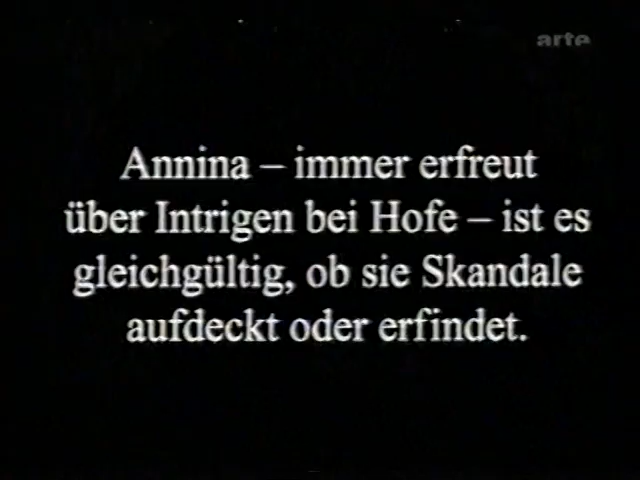 arte
Annina – immer erfreut
über Intrigen bei Hofe – ist es
gleichgültig, ob sie Skandale
aufdeckt oder erfindet.